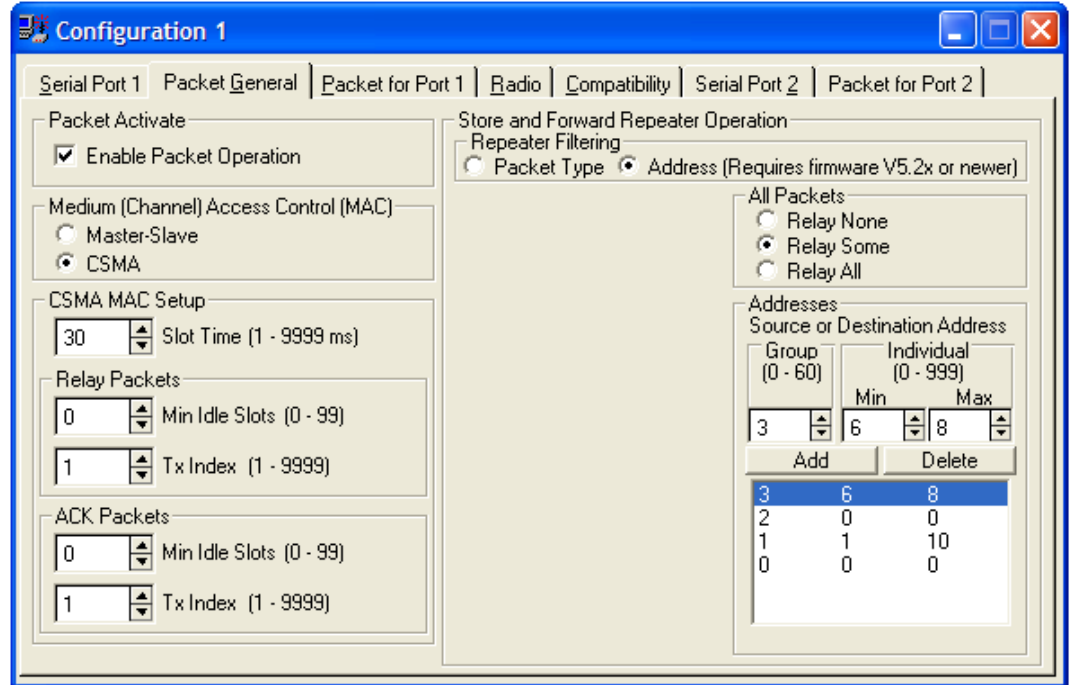 Configuration 1
Serial Port 1 Packet General Packet for Port 1 Radio Compatibility Serial Port 2 Packet for Port 2
Packet Activate
Enable Packet Operation
Medium (Channel) Access Control (MAC)
Master-Slave
CSMA
CSMA MAC Setup
30 Slot Time (1 - 9999 ms)
Relay Packets
0 Min Idle Slots (0 - 99)
1 Tx Index (1 - 9999)
ACK Packets
0 Min Idle Slots (0 - 99)
1 Tx Index (1 - 9999)
Store and Forward Repeater Operation
Repeater Filtering
Packet Type Address (Requires firmware V5.2x or newer)
All Packets
Relay None
Relay Some
Relay All
Addresses
Source or Destination Address
Group Individual
(0 - 60) (0 - 999)
Min Max
3 6 8
Add Delete
3 6 8
2 0 0
1 1 10
0 0 0